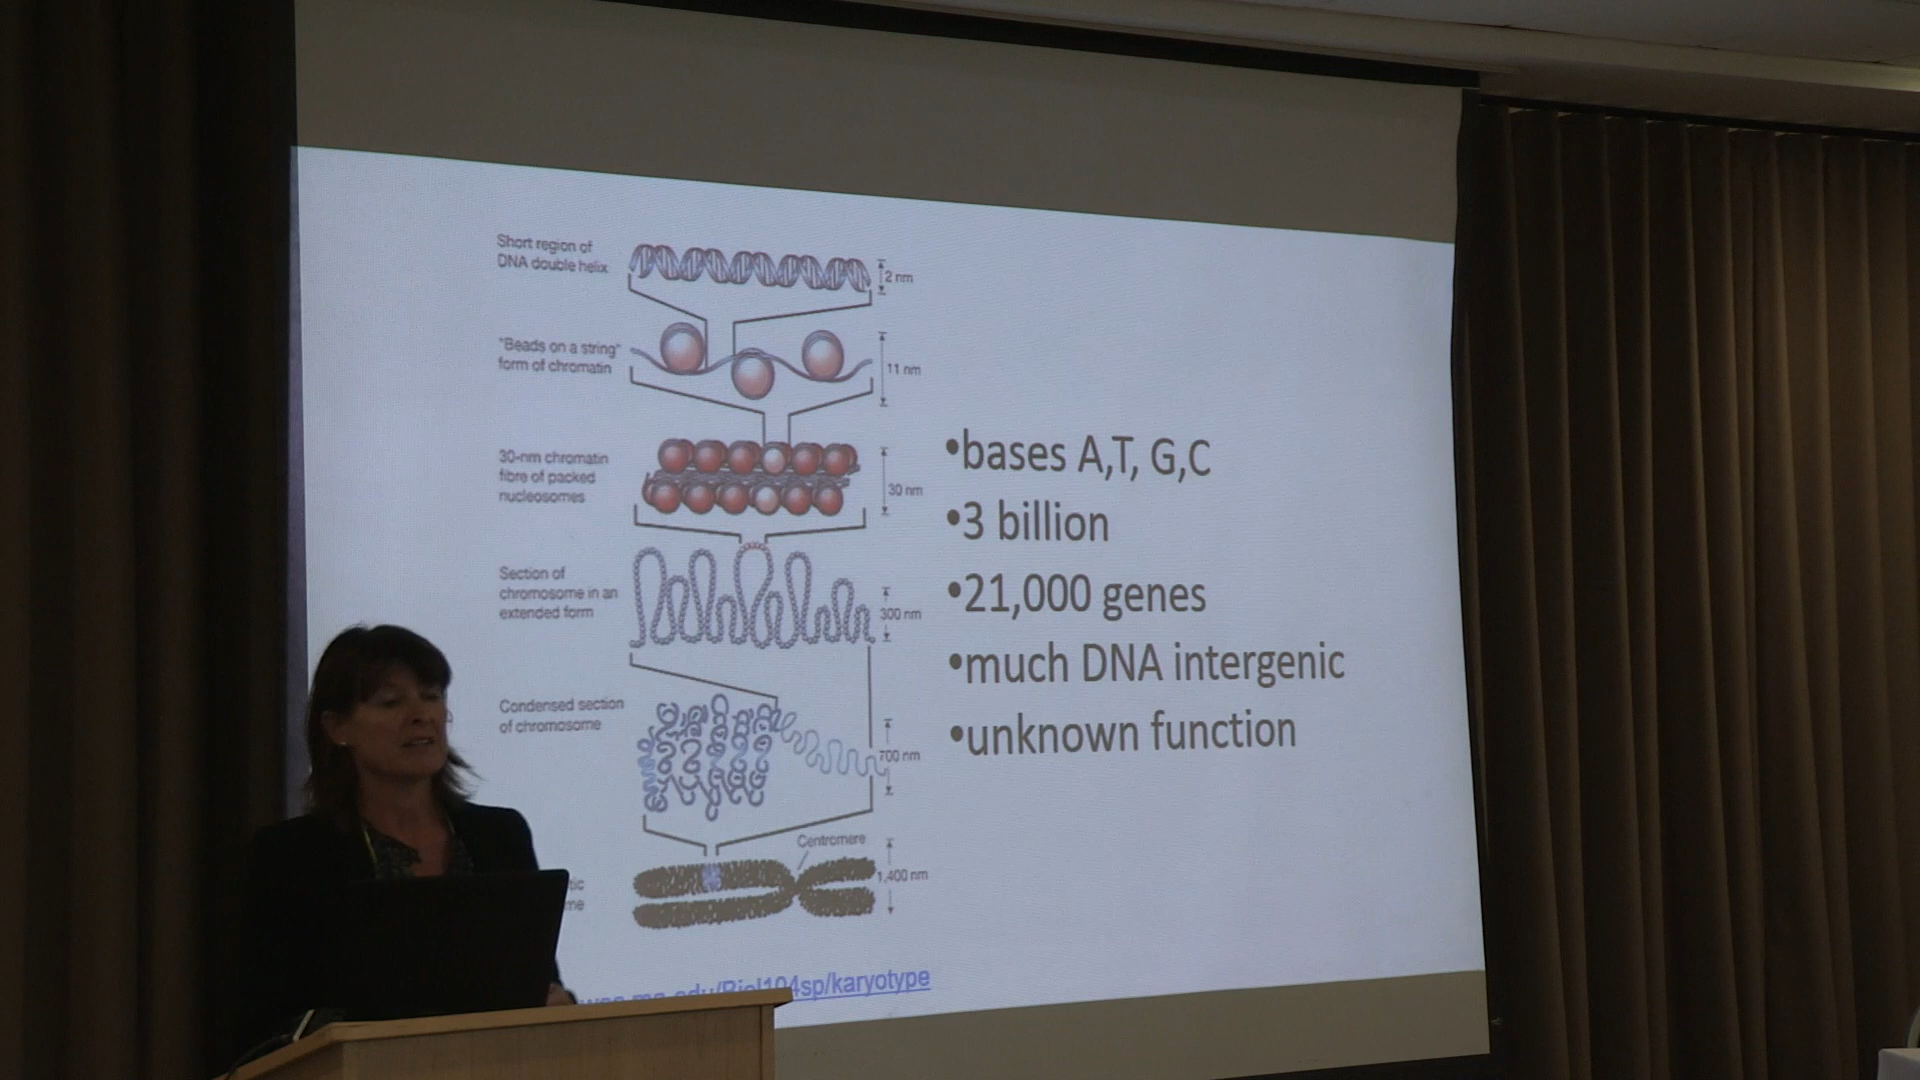 Short region of
DNA double helix
2 nm
"Beads on a string"
form of chromatin
11 nm
30-nm chromatin
fibre of packed
nucleosomes
30 nm
Section of
chromosome in an
extended form
300 nm
Condensed section
of chromosome
700 nm
Centromere
1,400 nm
•bases A,T, G,C
•3 billion
•21,000 genes
•much DNA intergenic
•unknown function
04sp/karyotype